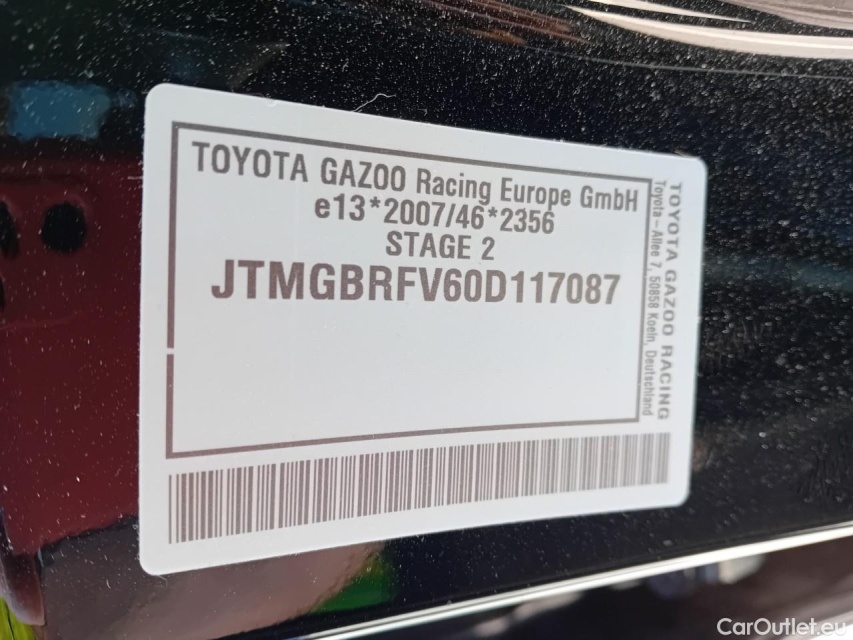 TOYOTA GAZOO Racing Europe GmbH
e13*2007/46*2356
STAGE 2
JTMGBRFV60D117087
TOYOTA GAZOO RACING
Toyota-Allee 7, 50858 Koeln, Deutschland
CarOutlet.eu